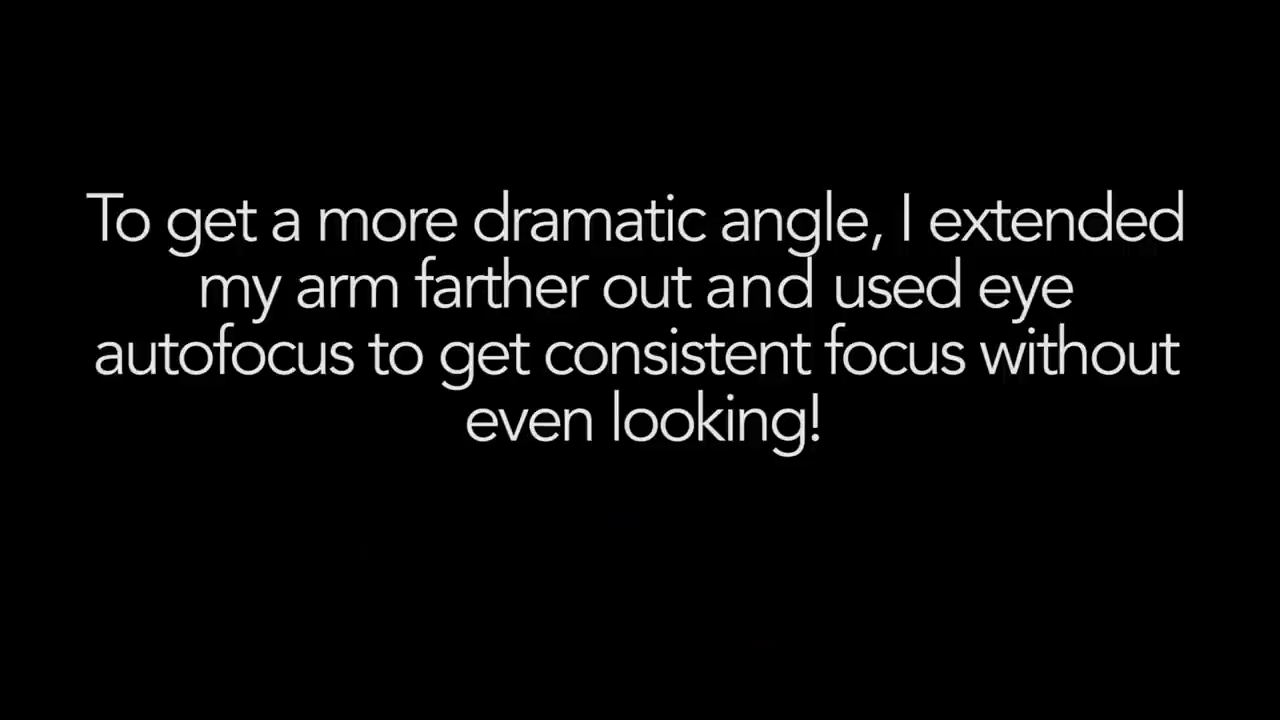 To get a more dramatic angle, I extended
my arm farther out and used eye
autofocus to get consistent focus without
even looking!